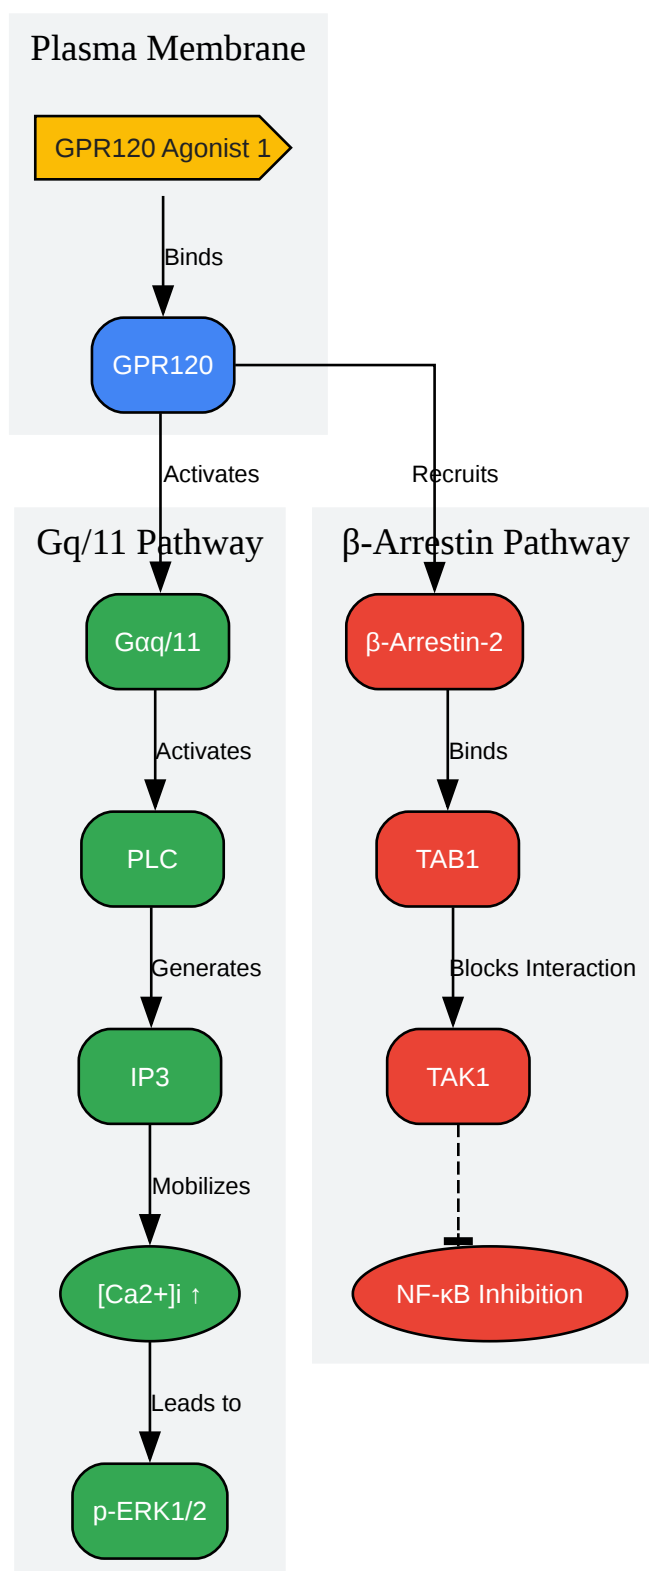 Plasma Membrane
GPR120 Agonist 1
Binds
GPR120
Activates
Recruits
Gq/11 Pathway
β-Arrestin Pathway
Gαq/11
β-Arrestin-2
Activates
Binds
PLC
TAB1
Generates
Blocks Interaction
IP3
TAK1
Mobilizes
[Ca2+]i ↑
NF-κB Inhibition
Leads to
p-ERK1/2